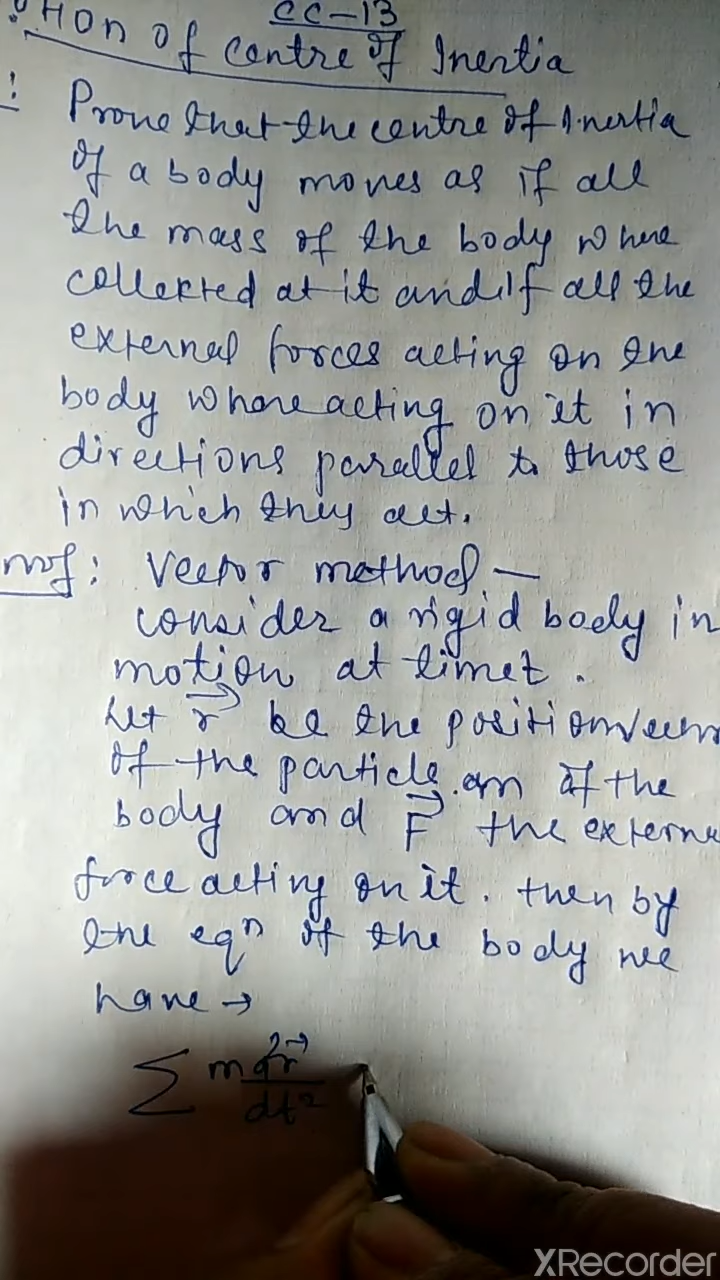 CC-13
tion of Centre of Inertia
: Prove that the centre of Inertia
of a body moves as if all
the mass of the body where
collected at it and if all the
external forces acting on the
body where acting on it in
directions parallel to those
in which they act.
Proof: Vector method —
consider a rigid body in
motion at time t.
Let r⃗ be the position vector
of the particle m of the
body and F⃗ the external
force acting on it. then by
the eqⁿ of the body we
have →
∑ m d²r⃗/dt²
XRecorder